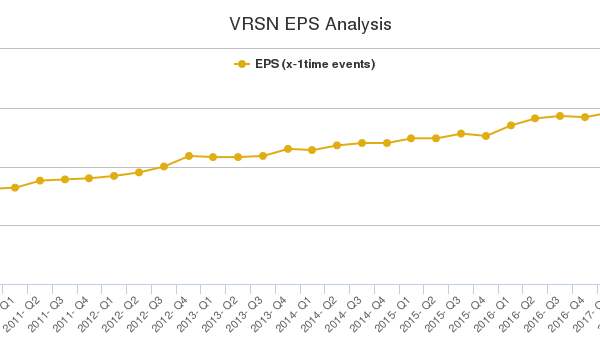 VRSN EPS Analysis
EPS (x-1time events)
Q1
2011- Q2
2011- Q3
2011- Q4
2012- Q1
2012- Q2
2012- Q3
2012- Q4
2013- Q1
2013- Q2
2013- Q3
2013- Q4
2014- Q1
2014- Q2
2014- Q3
2014- Q4
2015- Q1
2015- Q2
2015- Q3
2015- Q4
2016- Q1
2016- Q2
2016- Q3
2016- Q4
2017-